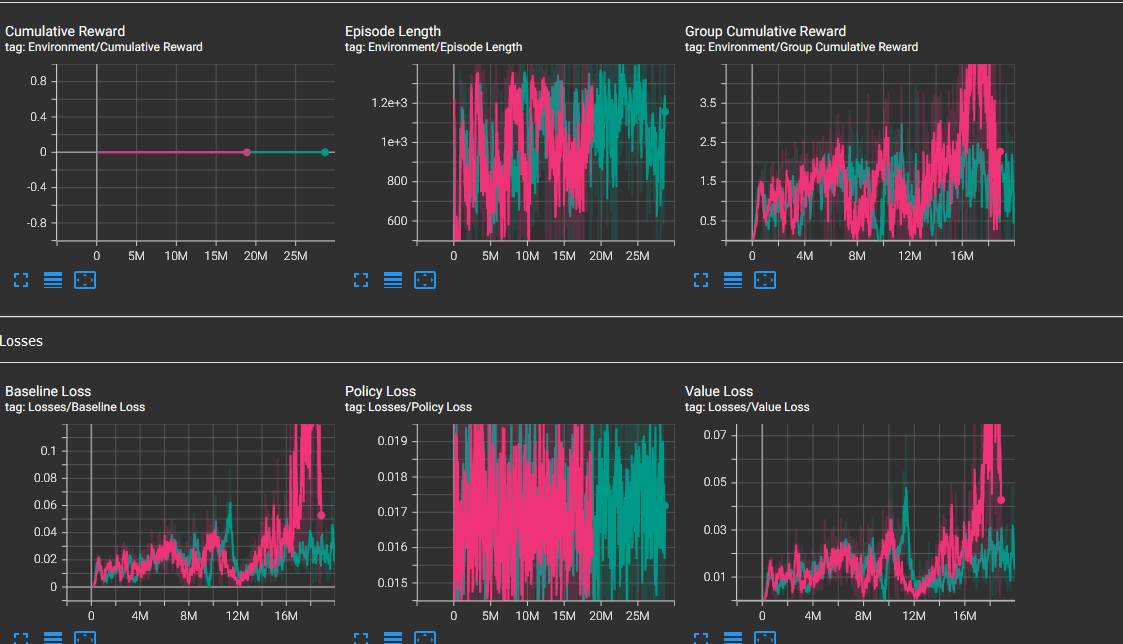 Cumulative Reward
tag: Environment/Cumulative Reward
0.8
0.4
0
-0.4
-0.8
0 5M 10M 15M 20M 25M
Episode Length
tag: Environment/Episode Length
1.2e+3
1e+3
800
600
0 5M 10M 15M 20M 25M
Group Cumulative Reward
tag: Environment/Group Cumulative Reward
3.5
2.5
1.5
0.5
0 4M 8M 12M 16M
Losses
Baseline Loss
tag: Losses/Baseline Loss
0.1
0.08
0.06
0.04
0.02
0
0 4M 8M 12M 16M
Policy Loss
tag: Losses/Policy Loss
0.019
0.018
0.017
0.016
0.015
0 5M 10M 15M 20M 25M
Value Loss
tag: Losses/Value Loss
0.07
0.05
0.03
0.01
0 4M 8M 12M 16M